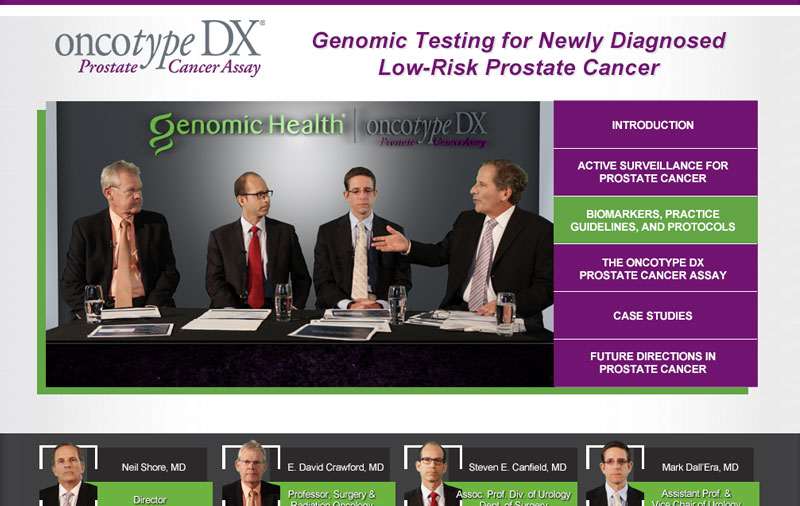 oncotype DX®
Prostate Cancer Assay
Genomic Testing for Newly Diagnosed
Low-Risk Prostate Cancer
Genomic Health® oncotype DX
Prostate Cancer Assay
INTRODUCTION
ACTIVE SURVEILLANCE FOR
PROSTATE CANCER
BIOMARKERS, PRACTICE
GUIDELINES, AND PROTOCOLS
THE ONCOTYPE DX
PROSTATE CANCER ASSAY
CASE STUDIES
FUTURE DIRECTIONS IN
PROSTATE CANCER
Neil Shore, MD
Director
E. David Crawford, MD
Professor, Surgery &
Radiation Oncology
Steven E. Canfield, MD
Assoc. Prof. Div. of Urology
Dept. of Surgery
Mark Dall'Era, MD
Assistant Prof. &
Vice Chair of Urology